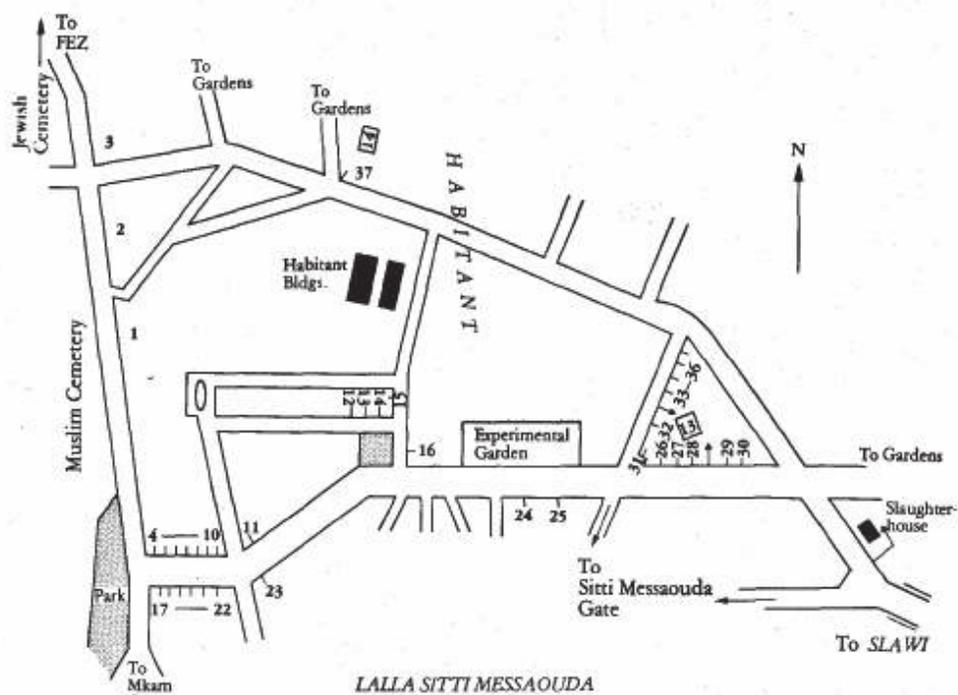 To
FEZ
Jewish
Cemetery
3
To
Gardens
To
Gardens
37
HABITANT
N
2
Habitant
Bldgs.
1
Muslim Cemetery
12
13
14
15
16
Experimental
Garden
33—36
32
31
26
27
28
29
30
To Gardens
Slaughter-
house
4 — 10
11
24
25
Park
17 — 22
23
To
Sitti Messaouda
Gate
To SLAWI
To
Mkam
LALLA SITTI MESSAOUDA